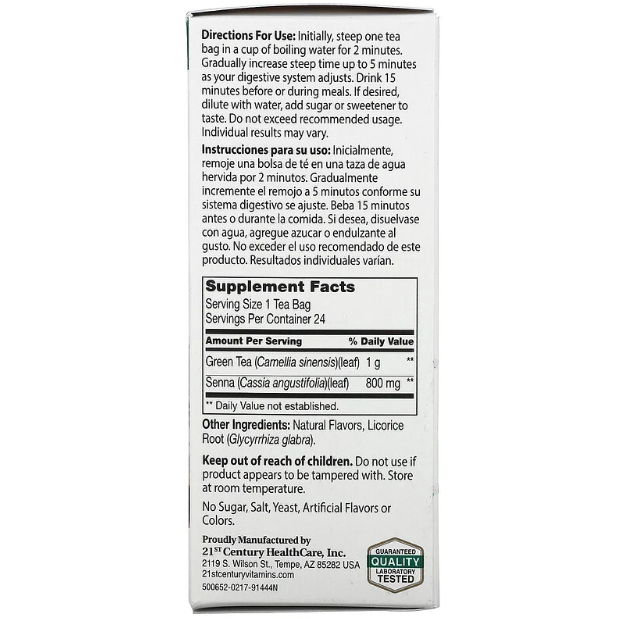 Directions For Use: Initially, steep one tea
bag in a cup of boiling water for 2 minutes.
Gradually increase steep time up to 5 minutes
as your digestive system adjusts. Drink 15
minutes before or during meals. If desired,
dilute with water, add sugar or sweetener to
taste. Do not exceed recommended usage.
Individual results may vary.
Instrucciones para su uso: Inicialmente,
remoje una bolsa de té en una taza de agua
hervida por 2 minutos. Gradualmente
incremente el remojo a 5 minutos conforme su
sistema digestivo se ajuste. Beba 15 minutos
antes o durante la comida. Si desea, disuelvase
con agua, agregue azucar o endulzante al
gusto. No exceder el uso recomendado de este
producto. Resultados individuales varían.
Supplement Facts
Serving Size 1 Tea Bag
Servings Per Container 24
Amount Per Serving % Daily Value
Green Tea (Camellia sinensis)(leaf) 1 g **
Senna (Cassia angustifolia)(leaf) 800 mg **
** Daily Value not established.
Other Ingredients: Natural Flavors, Licorice
Root (Glycyrrhiza glabra).
Keep out of reach of children. Do not use if
product appears to be tampered with. Store
at room temperature.
No Sugar, Salt, Yeast, Artificial Flavors or
Colors.
Proudly Manufactured by
21ST Century HealthCare, Inc.
2119 S. Wilson St., Tempe, AZ 85282 USA
21stcenturyvitamins.com
500652-0217-91444N
GUARANTEED
QUALITY
LABORATORY
TESTED